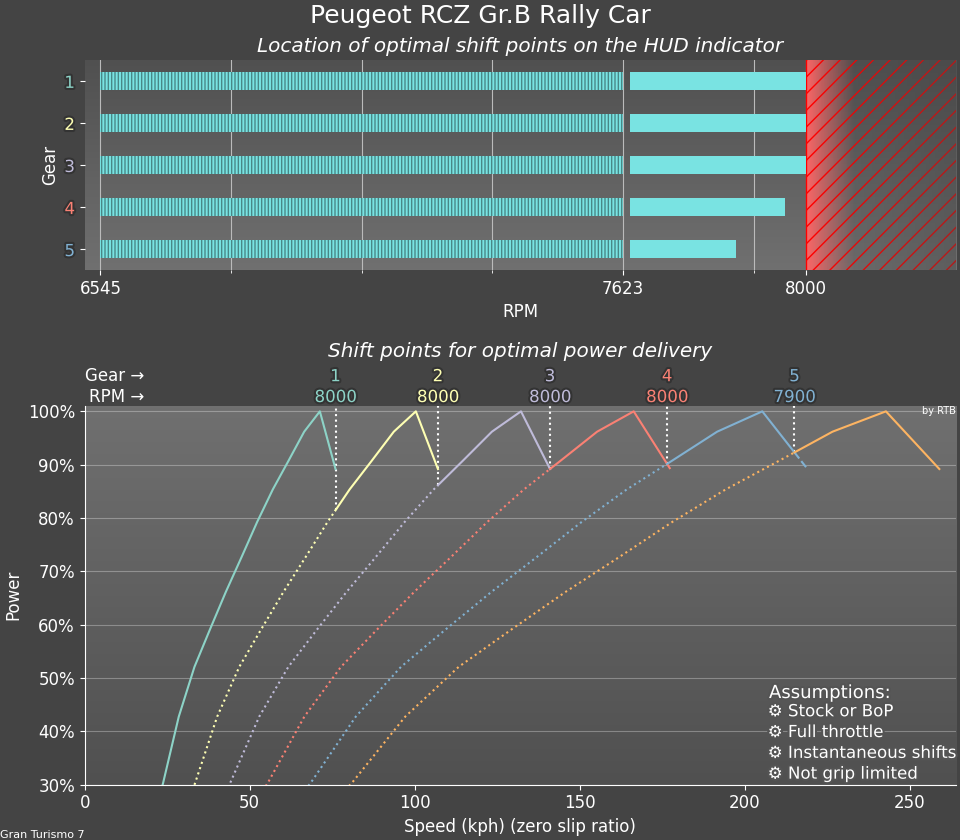 Peugeot RCZ Gr.B Rally Car
Location of optimal shift points on the HUD indicator
Gear
1
2
3
4
5
6545 7623 8000
RPM
Shift points for optimal power delivery
Gear → 1 2 3 4 5
RPM → 8000 8000 8000 8000 7900
by RTB
Power
100%
90%
80%
70%
60%
50%
40%
30%
Assumptions:
⚙ Stock or BoP
⚙ Full throttle
⚙ Instantaneous shifts
⚙ Not grip limited
0 50 100 150 200 250
Speed (kph) (zero slip ratio)
Gran Turismo 7